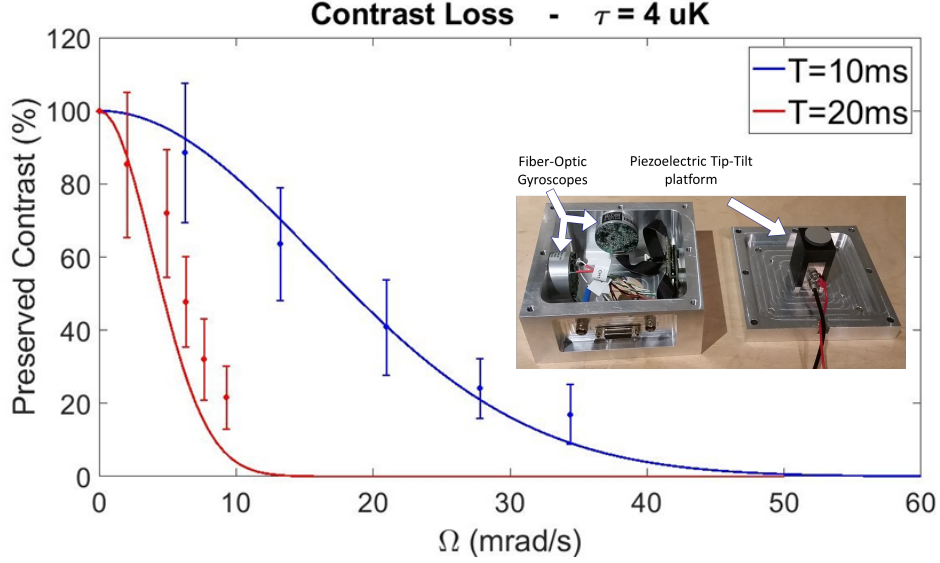 Contrast Loss - τ = 4 uK
Preserved Contrast (%)
120
100
80
60
40
20
0
0 10 20 30 40 50 60
Ω (mrad/s)
T=10ms
T=20ms
Fiber-Optic
Gyroscopes
Piezoelectric Tip-Tilt
platform